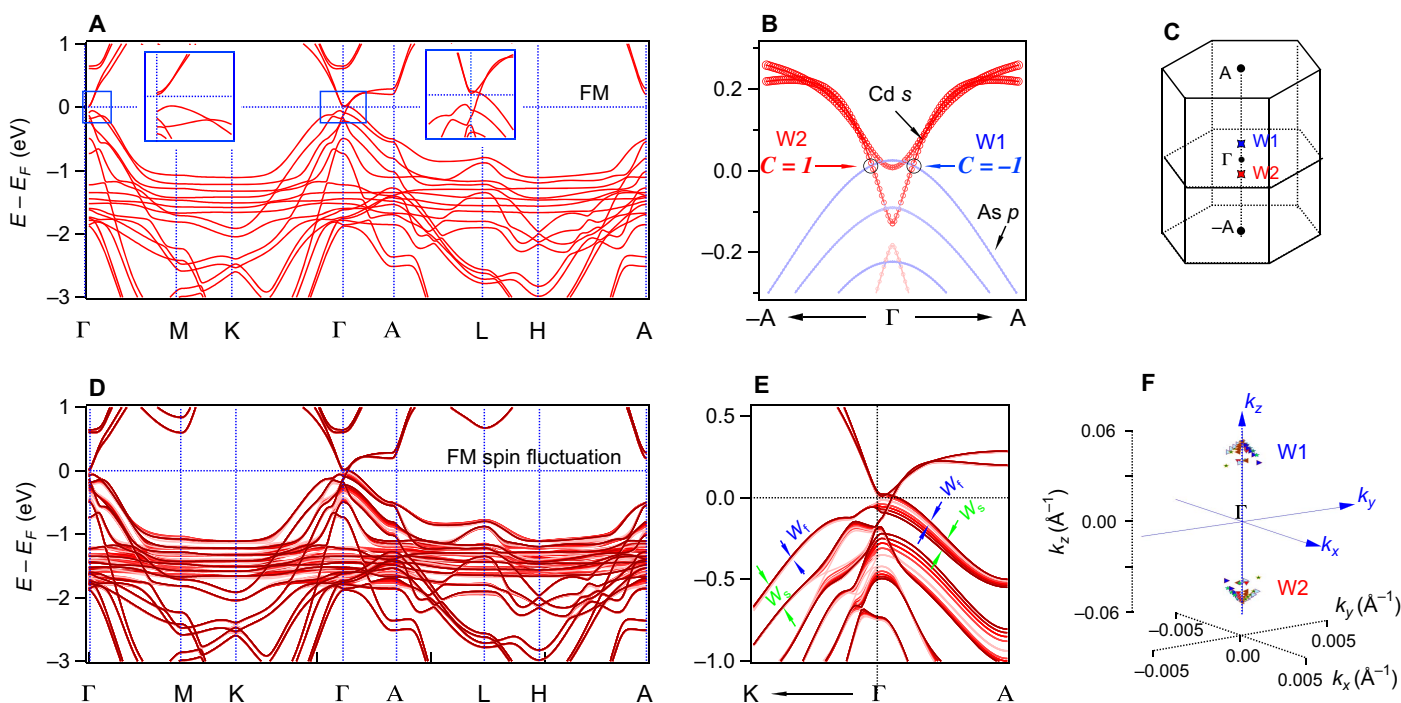 A
E − E_F (eV)
1
0
–1
–2
–3
FM
Γ
M
K
Γ
A
L
H
A
B
0.2
0.0
–0.2
Cd s
W2
C = 1
W1
C = –1
As p
–A
Γ
A
C
A
W1
Γ
W2
–A
D
E − E_F (eV)
1
0
–1
–2
–3
FM spin fluctuation
Γ
M
K
Γ
A
L
H
A
E
0.5
0.0
–0.5
–1.0
W_f
W_s
W_f
W_s
K
Γ
A
F
k_z
0.06
W1
k_z (Å⁻¹)
0.00
Γ
k_y
k_x
W2
–0.06
k_y (Å⁻¹)
–0.005
0.005
–0.005
0.00
0.005
k_x (Å⁻¹)